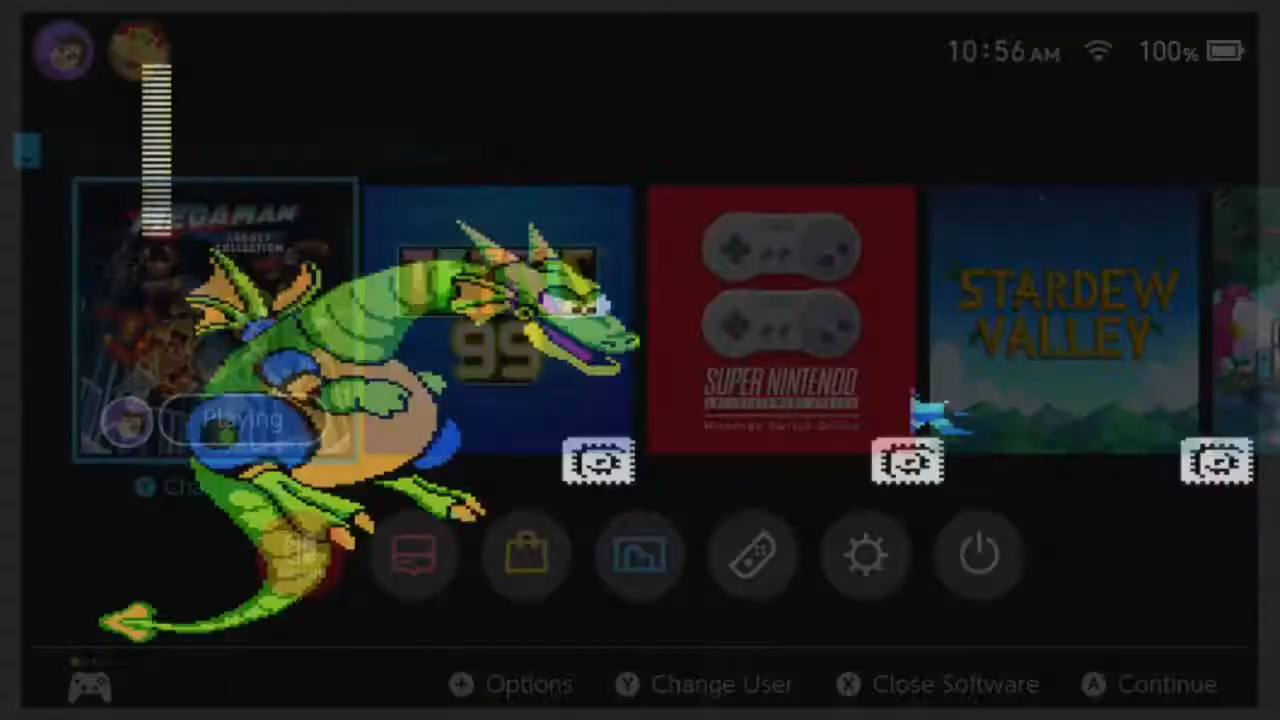 10:56 AM 100%
MEGAMAN
LEGACY
COLLECTION
99
SUPER NINTENDO
STARDEW
VALLEY
Playing
Options Change User Close Software Continue